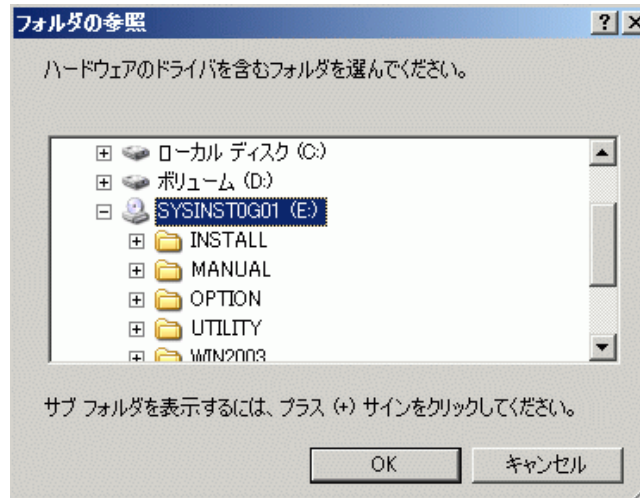 フォルダの参照
ハードウェアのドライバを含むフォルダを選んでください。
ローカル ディスク (C:)
ボリューム (D:)
SYSINST0G01 (E:)
INSTALL
MANUAL
OPTION
UTILITY
WIN2003
サブ フォルダを表示するには、プラス (+) サインをクリックしてください。
OK
キャンセル